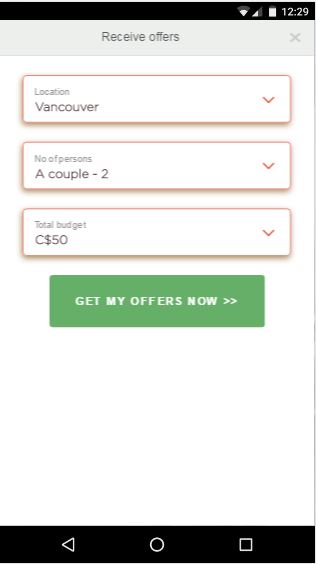 12:29
Receive offers
Location
Vancouver
No of persons
A couple - 2
Total budget
C$50
GET MY OFFERS NOW >>